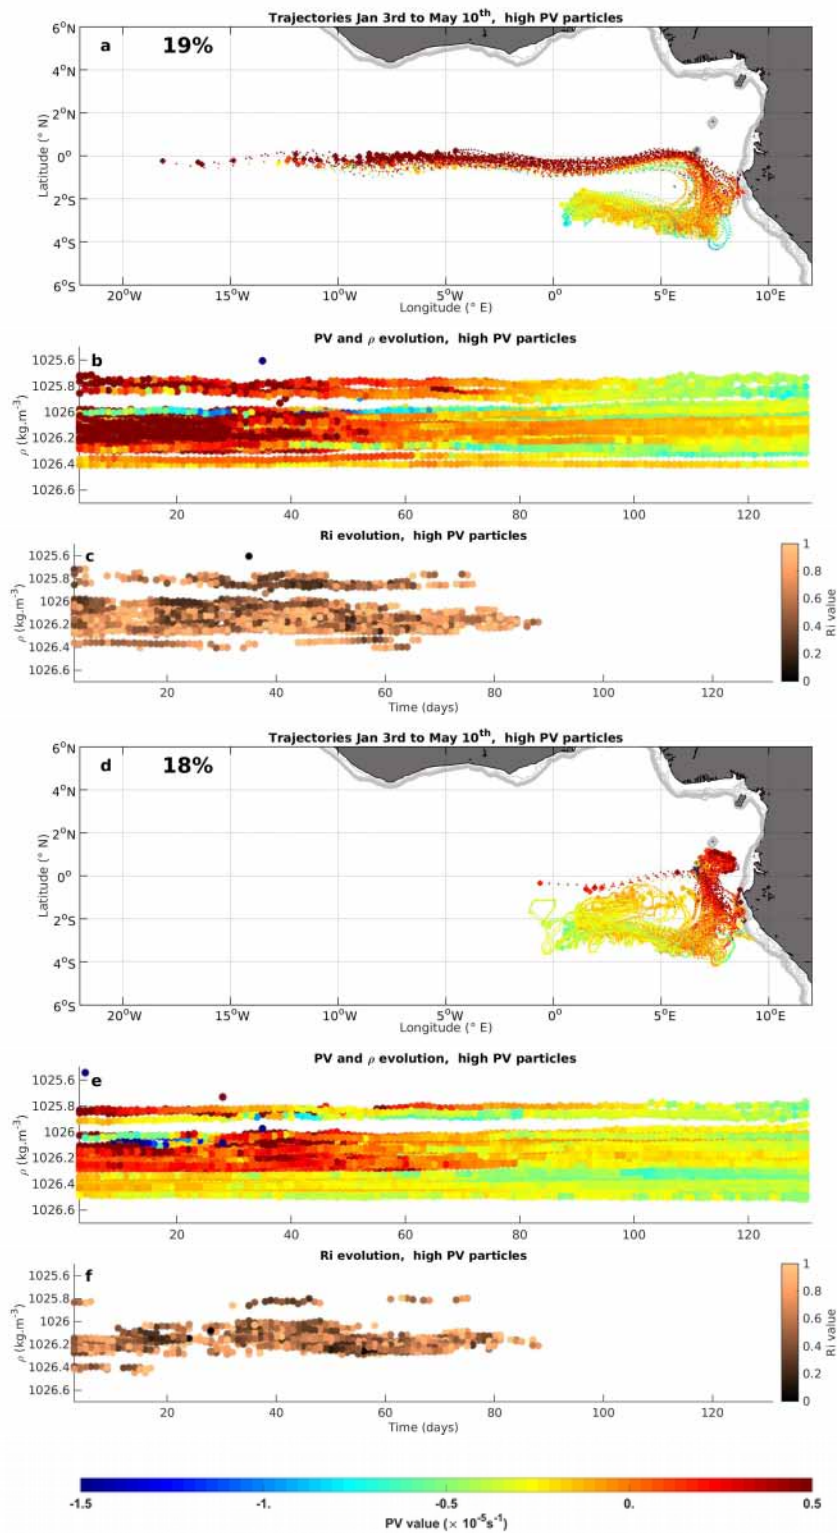 Trajectories Jan 3rd to May 10th, high PV particles
a 19%
6°N
4°N
2°N
0°
2°S
4°S
6°S
Latitude (° N)
20°W 15°W 10°W 5°W 0° 5°E 10°E
Longitude (° E)
PV and ρ evolution, high PV particles
b
1025.6
1025.8
1026
1026.2
1026.4
1026.6
ρ (kg.m-3)
20 40 60 80 100 120
Ri evolution, high PV particles
c
1025.6
1025.8
1026
1026.2
1026.4
1026.6
ρ (kg.m-3)
1
0.8
0.6
0.4
0.2
0
Ri value
20 40 60 80 100 120
Time (days)
Trajectories Jan 3rd to May 10th, high PV particles
d 18%
6°N
4°N
2°N
0°
2°S
4°S
6°S
Latitude (° N)
20°W 15°W 10°W 5°W 0° 5°E 10°E
Longitude (° E)
PV and ρ evolution, high PV particles
e
1025.6
1025.8
1026
1026.2
1026.4
1026.6
ρ (kg.m-3)
20 40 60 80 100 120
Ri evolution, high PV particles
f
1025.6
1025.8
1026
1026.2
1026.4
1026.6
ρ (kg.m-3)
1
0.8
0.6
0.4
0.2
0
Ri value
20 40 60 80 100 120
Time (days)
-1.5 -1. -0.5 0. 0.5
PV value (× 10-5s-1)